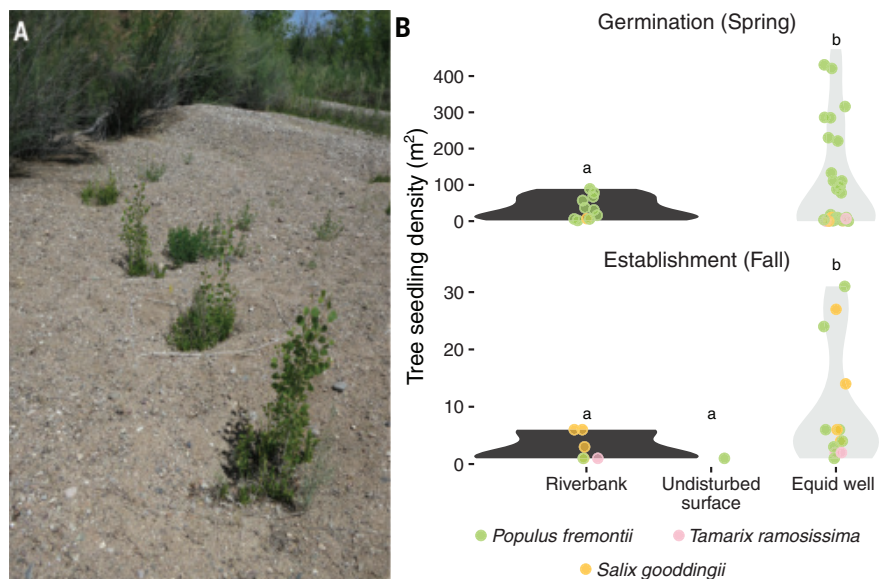 A
B
Germination (Spring)
Tree seedling density (m²)
400
300
200
100
0
a
b
Establishment (Fall)
30
20
10
0
a
a
b
Riverbank
Undisturbed
surface
Equid well
Populus fremontii
Tamarix ramosissima
Salix gooddingii